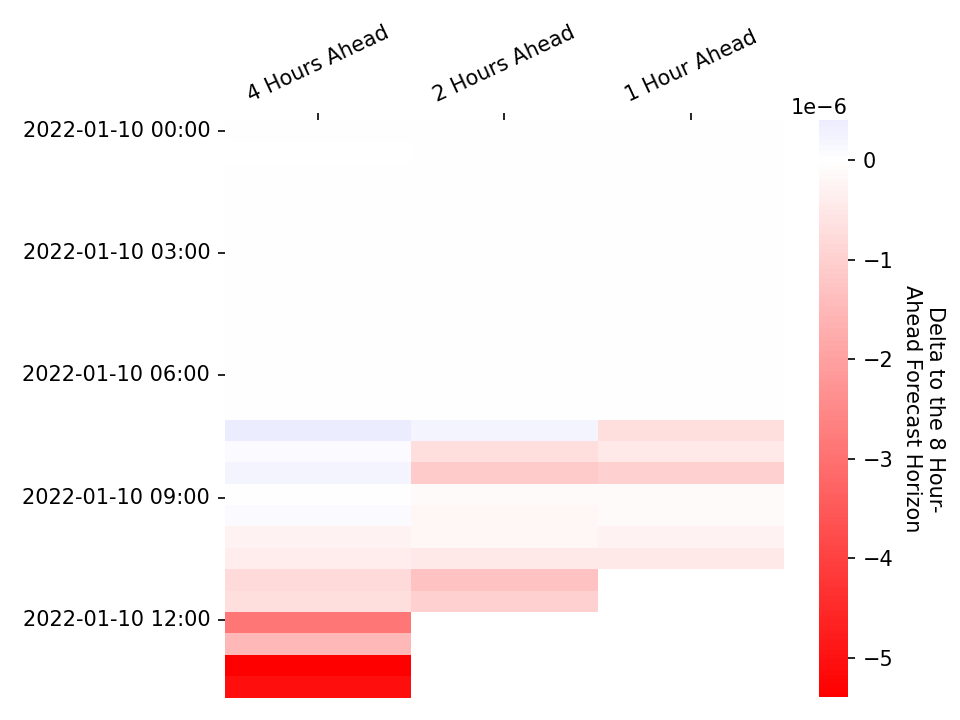 4 Hours Ahead
2 Hours Ahead
1 Hour Ahead
1e−6
2022-01-10 00:00
2022-01-10 03:00
2022-01-10 06:00
2022-01-10 09:00
2022-01-10 12:00
0
−1
−2
−3
−4
−5
Delta to the 8 Hour-
Ahead Forecast Horizon